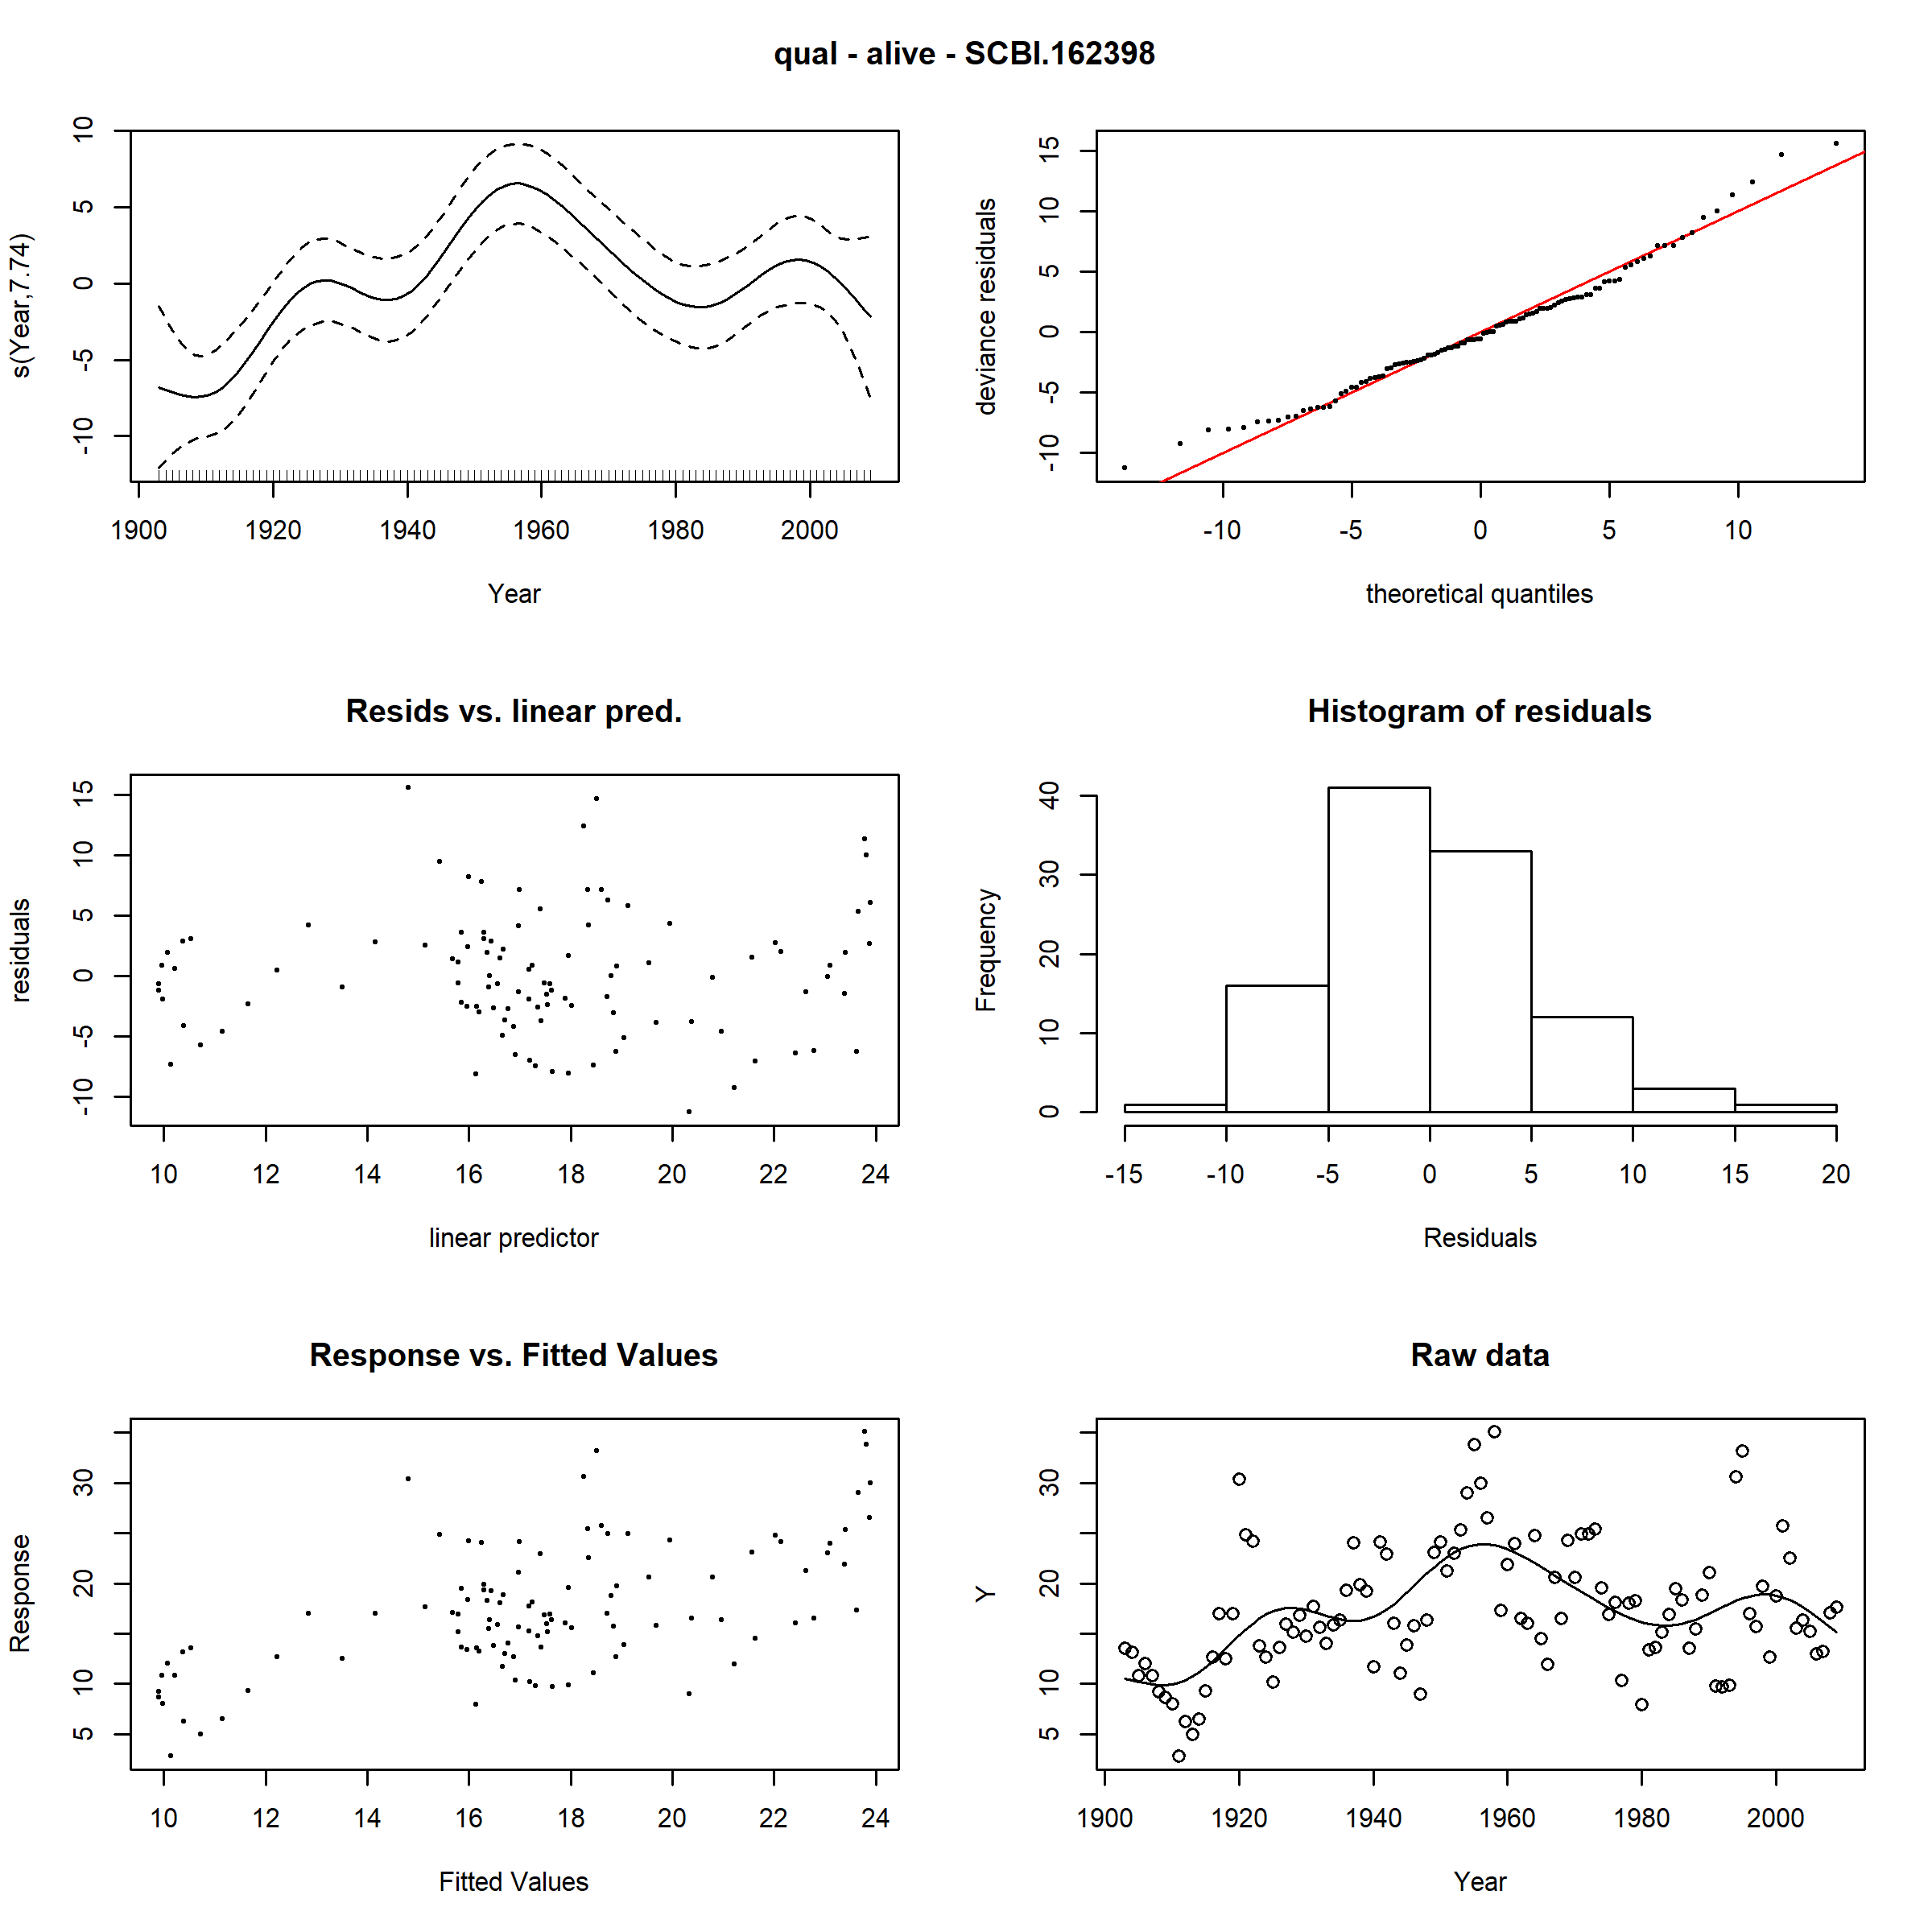 qual - alive - SCBI.162398
10
5
0
-5
-10
s(Year,7.74)
1900 1920 1940 1960 1980 2000
Year
15
10
5
0
-5
-10
deviance residuals
-10 -5 0 5 10
theoretical quantiles
Resids vs. linear pred.
15
10
5
0
-5
-10
residuals
10 12 14 16 18 20 22 24
linear predictor
Histogram of residuals
40
30
20
10
0
Frequency
-15 -10 -5 0 5 10 15 20
Residuals
Response vs. Fitted Values
30
20
10
5
Response
10 12 14 16 18 20 22 24
Fitted Values
Raw data
30
20
10
5
Y
1900 1920 1940 1960 1980 2000
Year